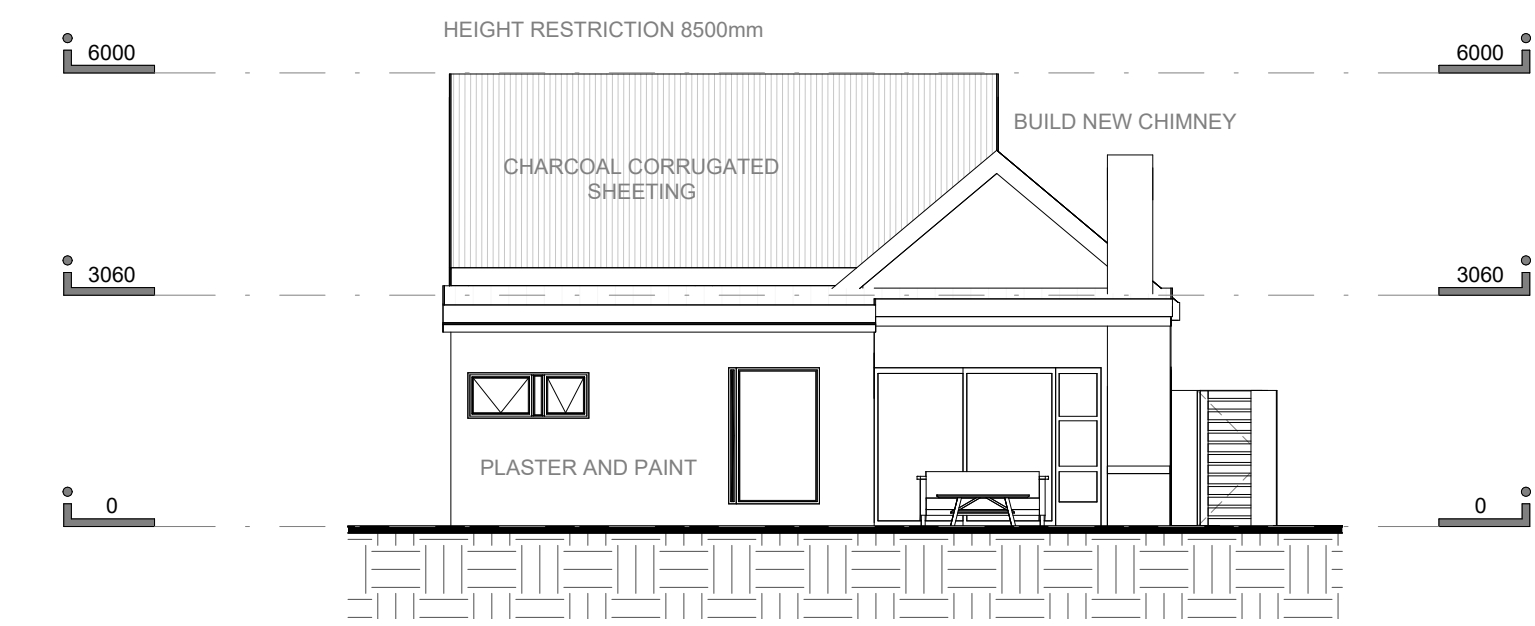 HEIGHT RESTRICTION 8500mm
6000
6000
BUILD NEW CHIMNEY
CHARCOAL CORRUGATED
SHEETING
3060
3060
PLASTER AND PAINT
0
0